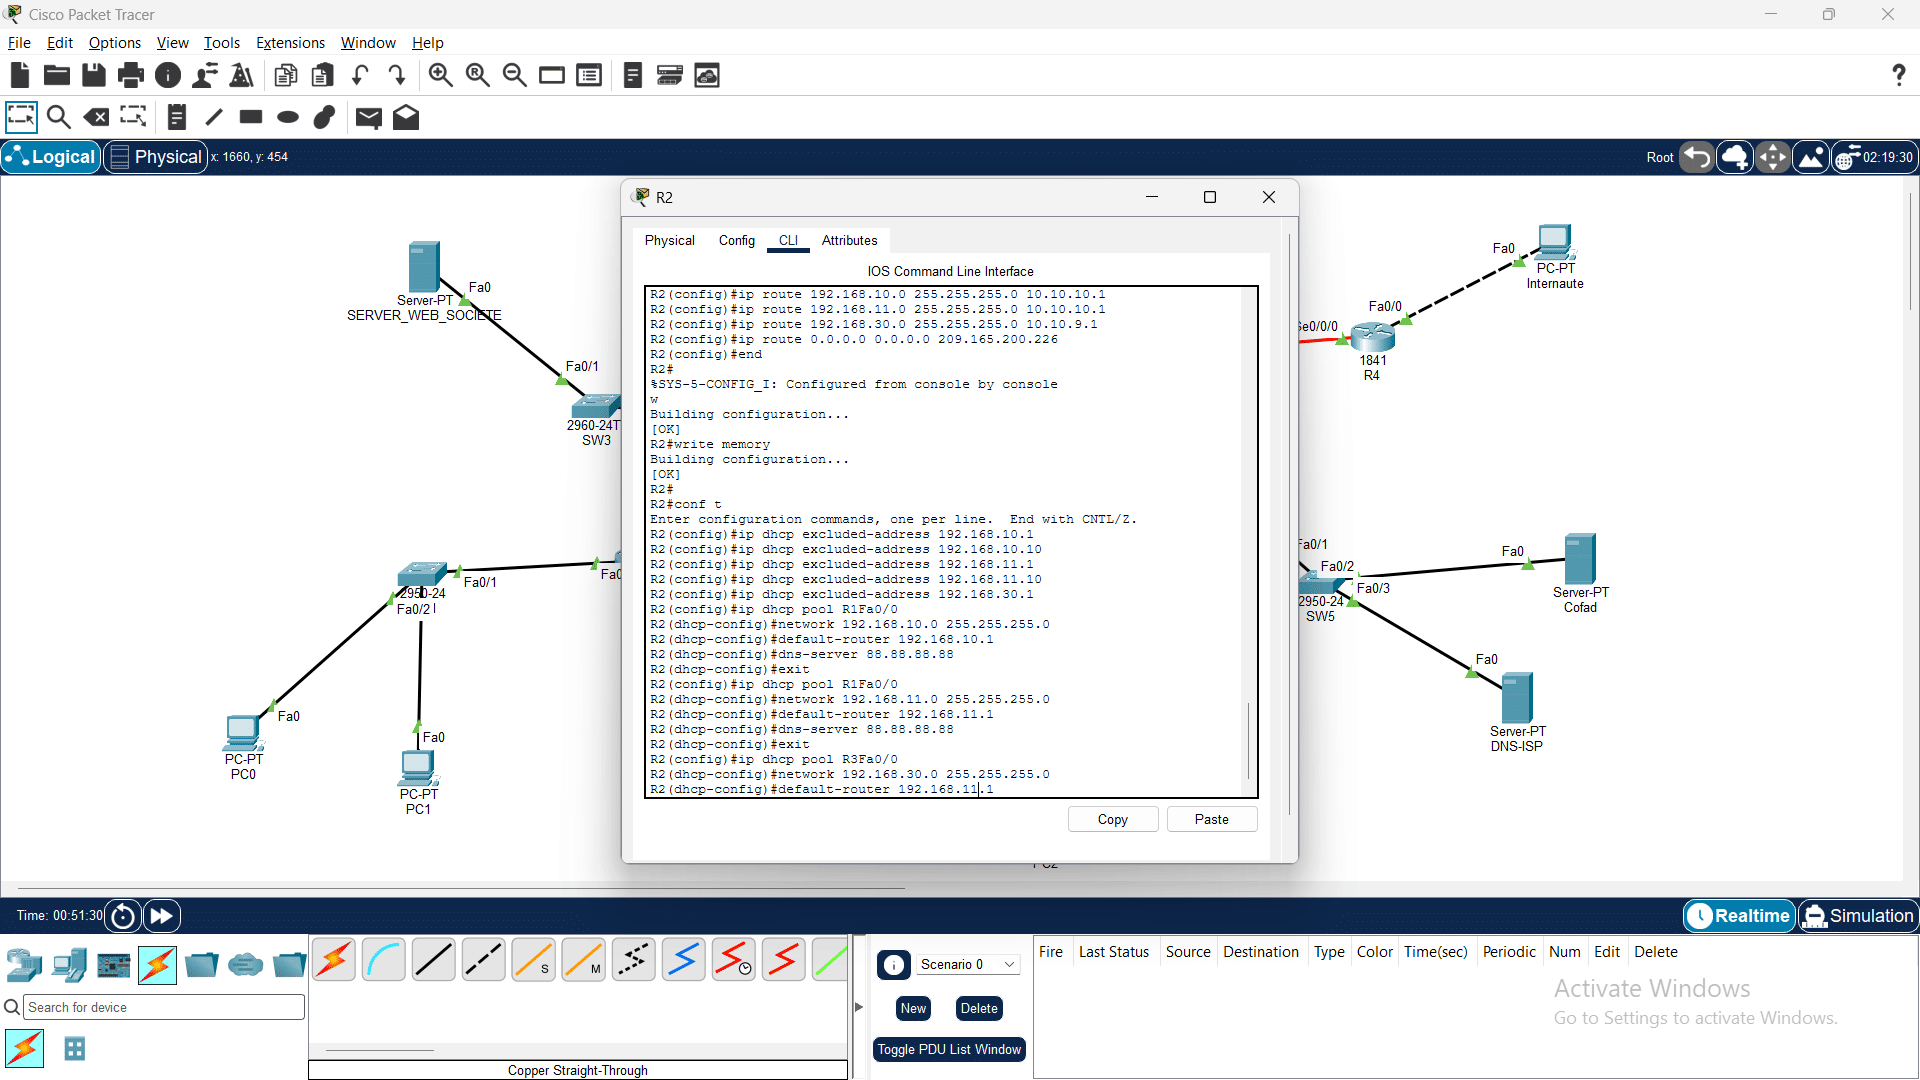 Cisco Packet Tracer
File Edit Options View Tools Extensions Window Help
Logical Physical x: 1660, y: 454 Root 02:19:30
R2
Physical Config CLI Attributes
IOS Command Line Interface
R2(config)#ip route 192.168.10.0 255.255.255.0 10.10.10.1
R2(config)#ip route 192.168.11.0 255.255.255.0 10.10.10.1
R2(config)#ip route 192.168.30.0 255.255.255.0 10.10.9.1
R2(config)#ip route 0.0.0.0 0.0.0.0 209.165.200.226
R2(config)#end
R2#
%SYS-5-CONFIG_I: Configured from console by console
w
Building configuration...
[OK]
R2#write memory
Building configuration...
[OK]
R2#
R2#conf t
Enter configuration commands, one per line.  End with CNTL/Z.
R2(config)#ip dhcp excluded-address 192.168.10.1
R2(config)#ip dhcp excluded-address 192.168.10.10
R2(config)#ip dhcp excluded-address 192.168.11.1
R2(config)#ip dhcp excluded-address 192.168.11.10
R2(config)#ip dhcp excluded-address 192.168.30.1
R2(config)#ip dhcp pool R1Fa0/0
R2(dhcp-config)#network 192.168.10.0 255.255.255.0
R2(dhcp-config)#default-router 192.168.10.1
R2(dhcp-config)#dns-server 88.88.88.88
R2(dhcp-config)#exit
R2(config)#ip dhcp pool R1Fa0/0
R2(dhcp-config)#network 192.168.11.0 255.255.255.0
R2(dhcp-config)#default-router 192.168.11.1
R2(dhcp-config)#dns-server 88.88.88.88
R2(dhcp-config)#exit
R2(config)#ip dhcp pool R3Fa0/0
R2(dhcp-config)#network 192.168.30.0 255.255.255.0
R2(dhcp-config)#default-router 192.168.11.1
Copy Paste
Fa0
Server-PT
SERVER_WEB_SOCIETE
Fa0/1
2960-24T
SW3
Fa0
2950-24
Fa0/1
Fa0/2
Fa0
PC-PT
PC0
Fa0
PC-PT
PC1
Fa0
PC-PT
Internaute
Fa0/0
Se0/0/0
1841
R4
Fa0/1
Fa0/2
Fa0/3
2950-24
SW5
Fa0
Server-PT
Cofad
Fa0
Server-PT
DNS-ISP
PC2
Time: 00:51:30 Realtime Simulation
Search for device
S
M
Copper Straight-Through
Scenario 0
New Delete
Toggle PDU List Window
Fire Last Status Source Destination Type Color Time(sec) Periodic Num Edit Delete
Activate Windows
Go to Settings to activate Windows.